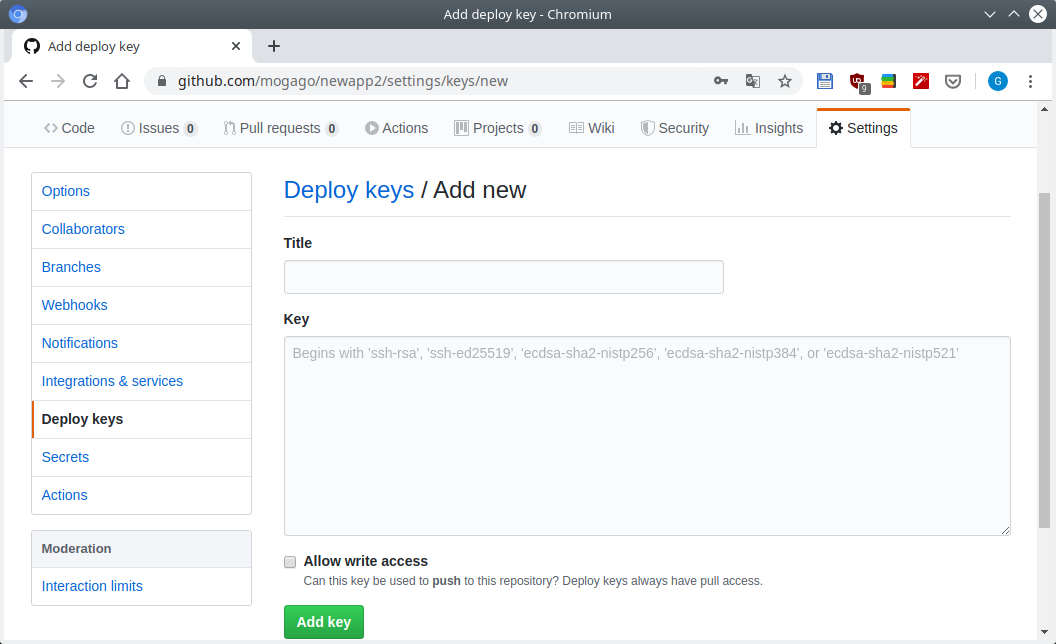 Add deploy key - Chromium
Add deploy key
github.com/mogago/newapp2/settings/keys/new
9
G
Code
Issues 0
Pull requests 0
Actions
Projects 0
Wiki
Security
Insights
Settings
Options
Collaborators
Branches
Webhooks
Notifications
Integrations & services
Deploy keys
Secrets
Actions
Moderation
Interaction limits
Deploy keys / Add new
Title
Key
Begins with 'ssh-rsa', 'ssh-ed25519', 'ecdsa-sha2-nistp256', 'ecdsa-sha2-nistp384', or 'ecdsa-sha2-nistp521'
Allow write access
Can this key be used to push to this repository? Deploy keys always have pull access.
Add key